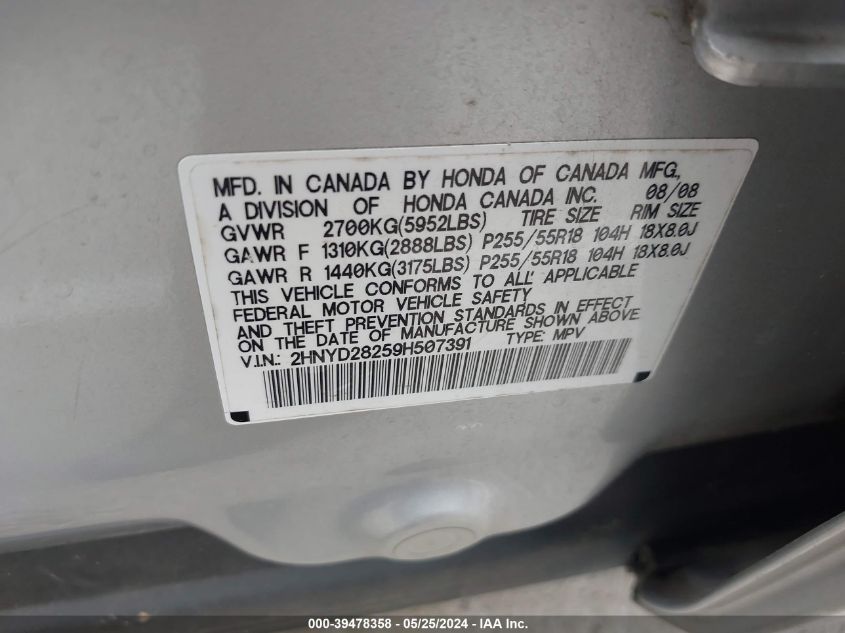 MFD. IN CANADA BY HONDA OF CANADA MFG.,
A DIVISION OF HONDA CANADA INC. 08/08
GVWR 2700KG(5952LBS) TIRE SIZE RIM SIZE
GAWR F 1310KG(2888LBS) P255/55R18 104H 18X8.0J
GAWR R 1440KG(3175LBS) P255/55R18 104H 18X8.0J
THIS VEHICLE CONFORMS TO ALL APPLICABLE
FEDERAL MOTOR VEHICLE SAFETY
AND THEFT PREVENTION STANDARDS IN EFFECT
ON THE DATE OF MANUFACTURE SHOWN ABOVE
V.I.N.: 2HNYD28259H507391 TYPE: MPV
000-39478358 - 05/25/2024 - IAA Inc.